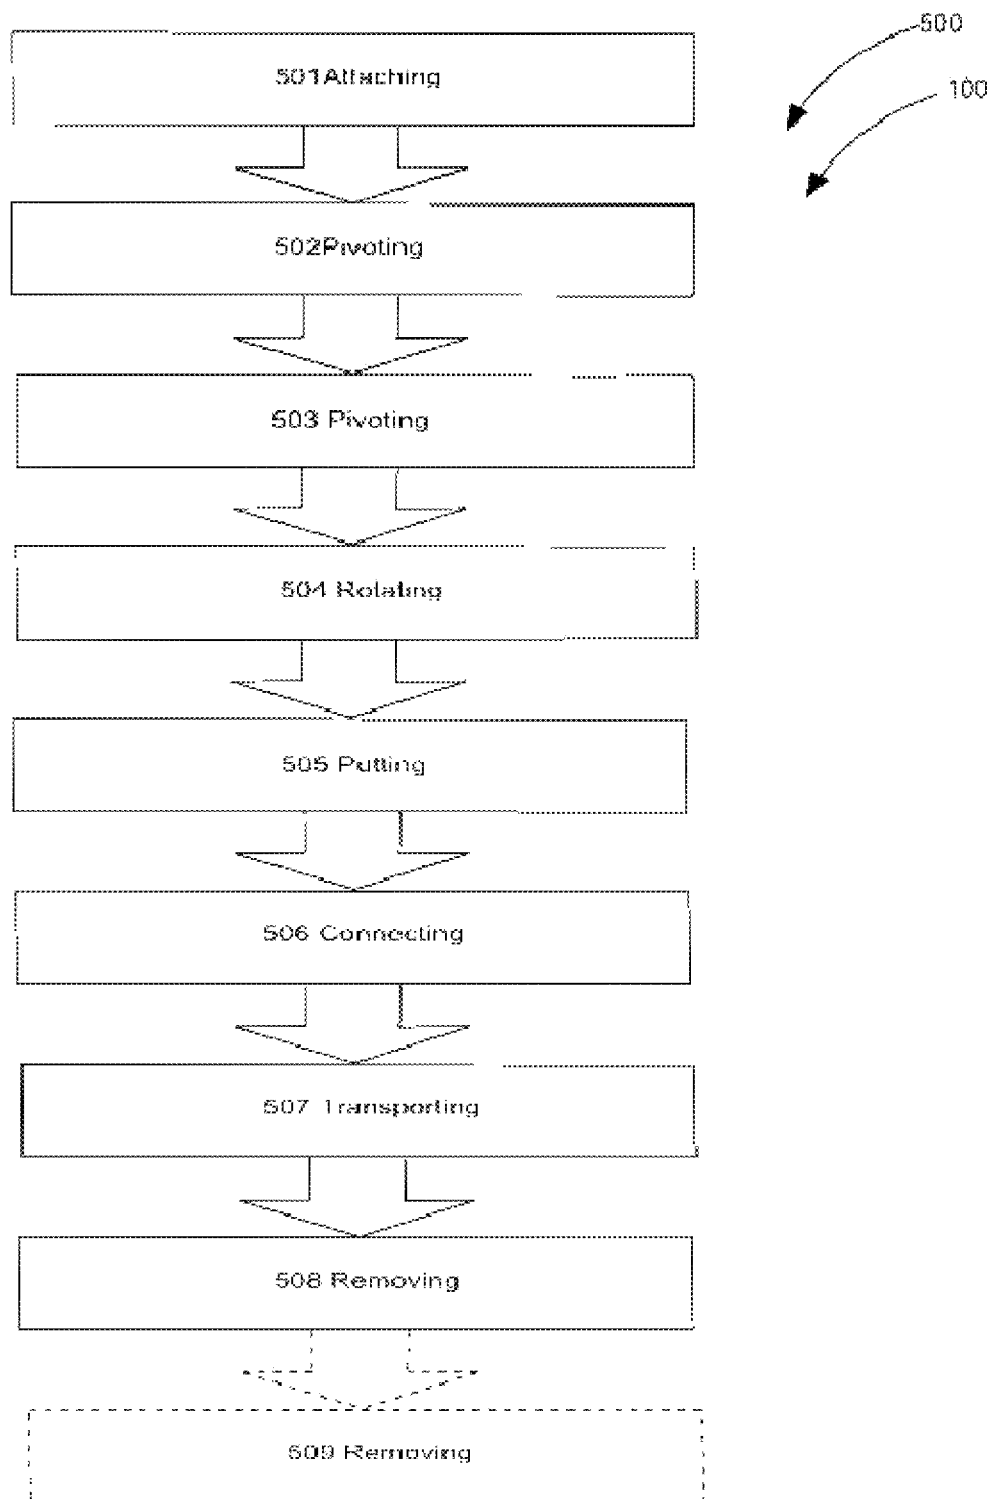 500
100
501Attaching
502Pivoting
503 Pivoting
504 Rotating
505 Putting
506 Connecting
507 Transporting
508 Removing
509 Removing